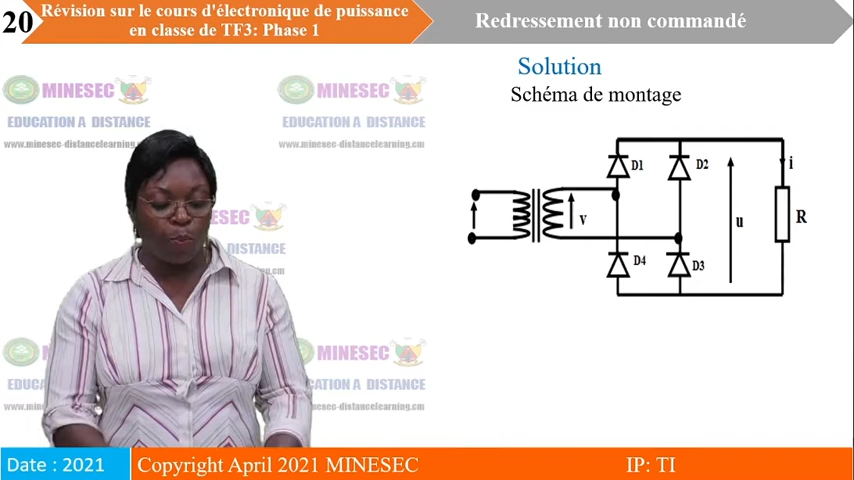 20
Révision sur le cours d'électronique de puissance
en classe de TF3: Phase 1
Redressement non commandé
Solution
Schéma de montage
MINESEC
EDUCATION A DISTANCE
www.minesec-distancelearning.cm
MINESEC
EDUCATION A DISTANCE
www.minesec-distancelearning.cm
D1
D2
i
v
u
R
D4
D3
MINESEC
DISTANCE
Date : 2021
Copyright April 2021 MINESEC
IP: TI